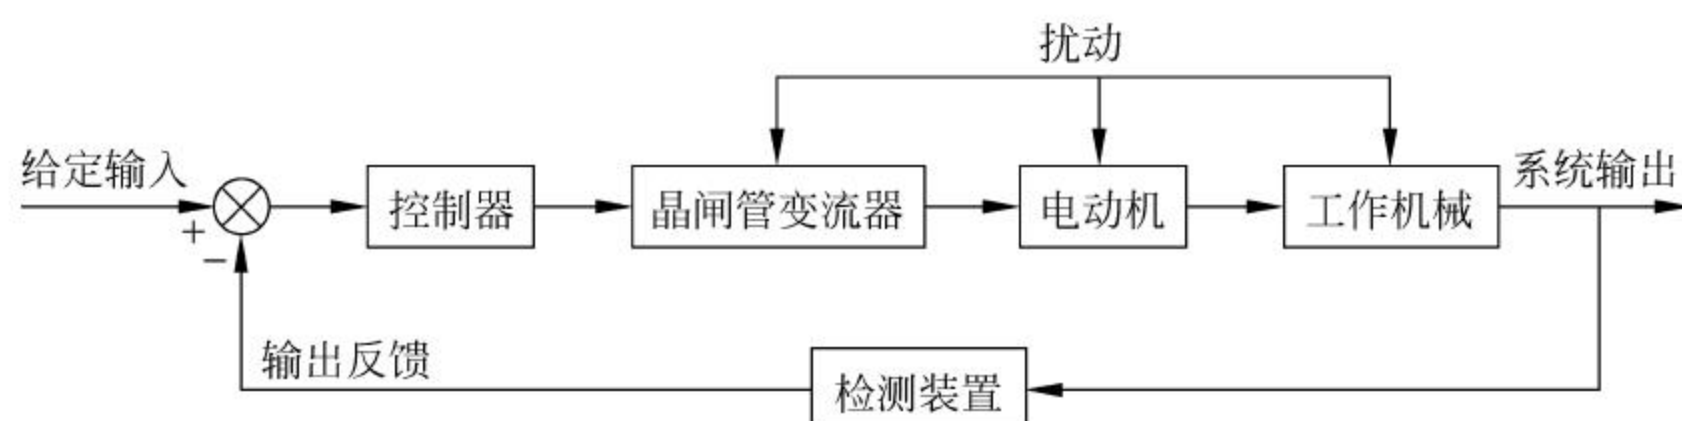 扰动
给定输入
系统输出
控制器
晶闸管变流器
电动机
工作机械
+
−
输出反馈
检测装置